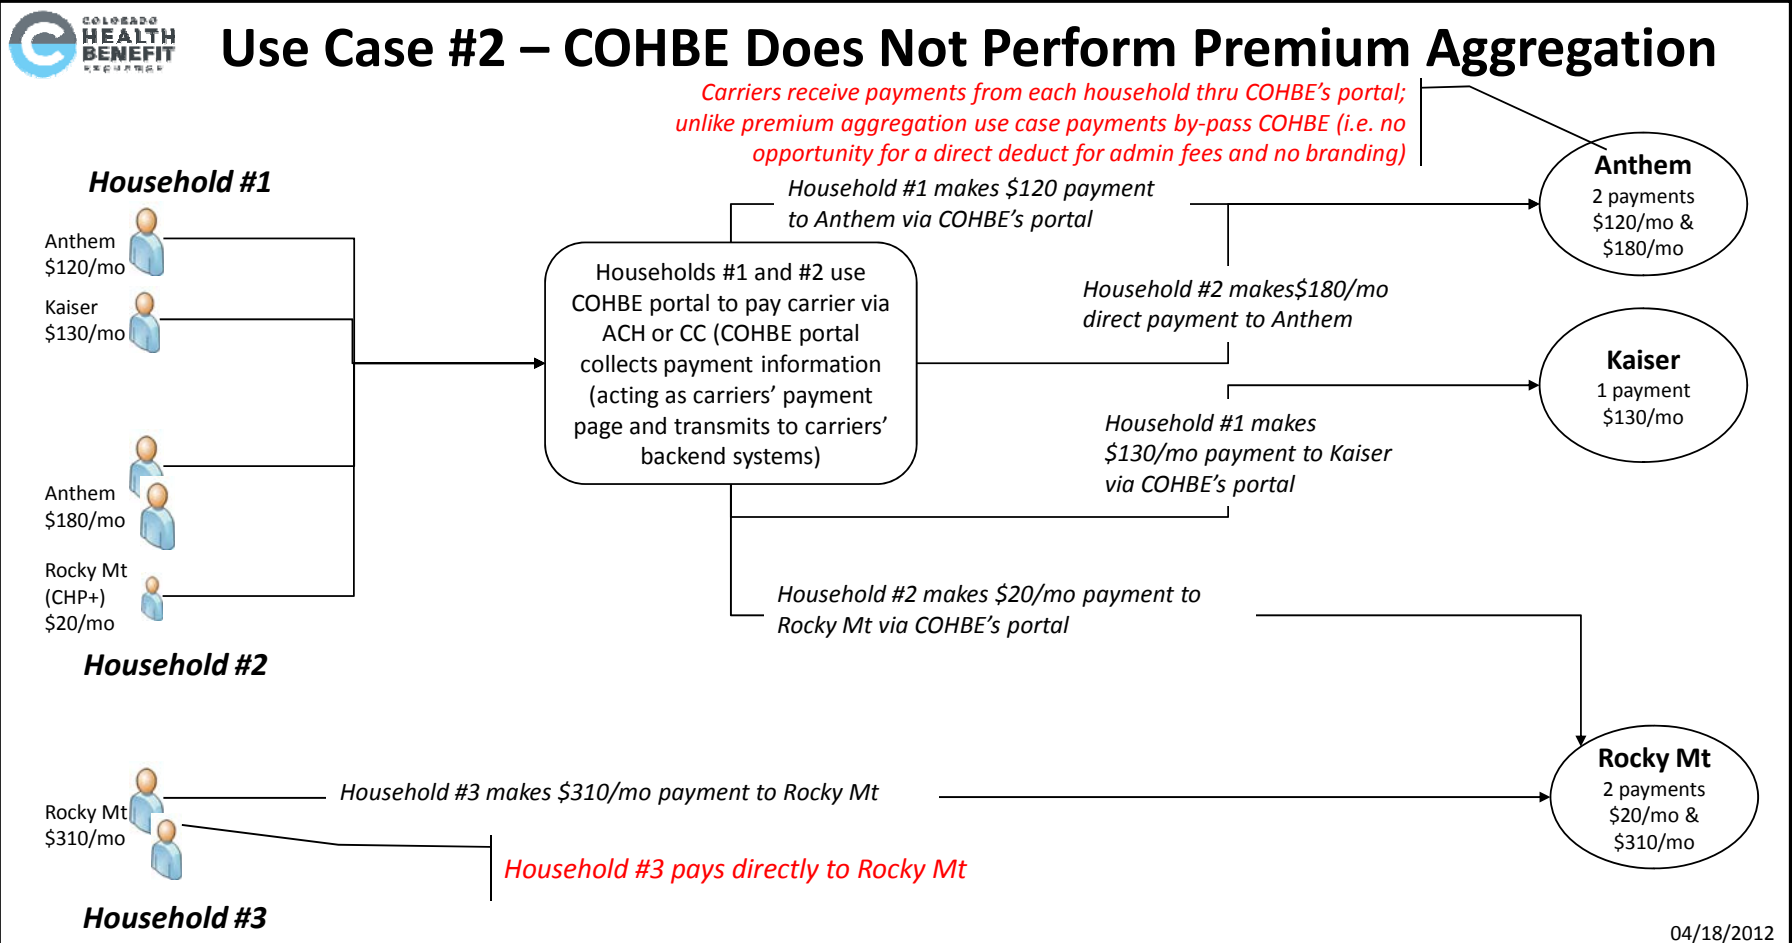 COLORADO
HEALTH
BENEFIT
EXCHANGE
Use Case #2 – COHBE Does Not Perform Premium Aggregation
Carriers receive payments from each household thru COHBE’s portal;
unlike premium aggregation use case payments by-pass COHBE (i.e. no
opportunity for a direct deduct for admin fees and no branding)
Household #1
Anthem
$120/mo
Kaiser
$130/mo
Anthem
$180/mo
Rocky Mt
(CHP+)
$20/mo
Household #2
Households #1 and #2 use
COHBE portal to pay carrier via
ACH or CC (COHBE portal
collects payment information
(acting as carriers’ payment
page and transmits to carriers’
backend systems)
Household #1 makes $120 payment
to Anthem via COHBE’s portal
Household #2 makes$180/mo
direct payment to Anthem
Household #1 makes
$130/mo payment to Kaiser
via COHBE’s portal
Household #2 makes $20/mo payment to
Rocky Mt via COHBE’s portal
Anthem
2 payments
$120/mo &
$180/mo
Kaiser
1 payment
$130/mo
Rocky Mt
2 payments
$20/mo &
$310/mo
Rocky Mt
$310/mo
Household #3 makes $310/mo payment to Rocky Mt
Household #3 pays directly to Rocky Mt
Household #3
04/18/2012